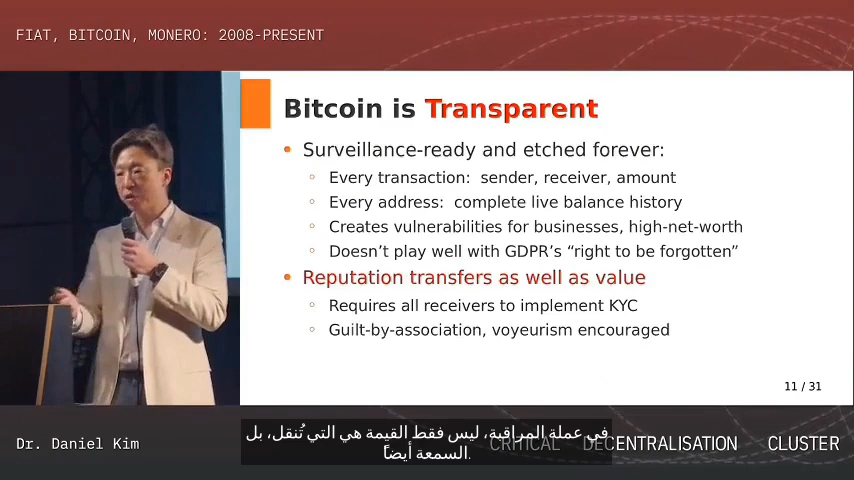 FIAT, BITCOIN, MONERO: 2008-PRESENT
Bitcoin is Transparent
Surveillance-ready and etched forever:
Every transaction: sender, receiver, amount
Every address: complete live balance history
Creates vulnerabilities for businesses, high-net-worth
Doesn’t play well with GDPR’s “right to be forgotten”
Reputation transfers as well as value
Requires all receivers to implement KYC
Guilt-by-association, voyeurism encouraged
11 / 31
Dr. Daniel Kim
CRITICAL DECENTRALISATION CLUSTER
في عملة المراقبة، ليس فقط القيمة هي التي تُنقل، بل
السمعة أيضاً.